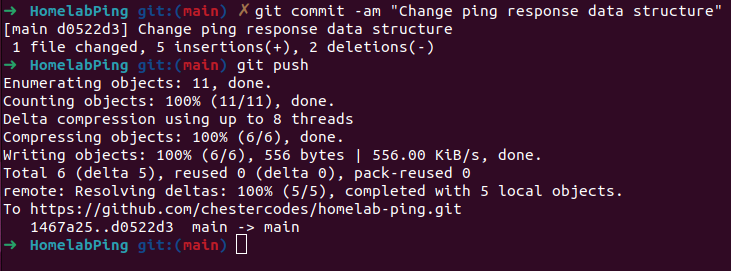 ➜ HomelabPing git:(main) ✗ git commit -am "Change ping response data structure"
[main d0522d3] Change ping response data structure
 1 file changed, 5 insertions(+), 2 deletions(-)
➜ HomelabPing git:(main) git push
Enumerating objects: 11, done.
Counting objects: 100% (11/11), done.
Delta compression using up to 8 threads
Compressing objects: 100% (6/6), done.
Writing objects: 100% (6/6), 556 bytes | 556.00 KiB/s, done.
Total 6 (delta 5), reused 0 (delta 0), pack-reused 0
remote: Resolving deltas: 100% (5/5), completed with 5 local objects.
To https://github.com/chestercodes/homelab-ping.git
   1467a25..d0522d3  main -> main
➜ HomelabPing git:(main)